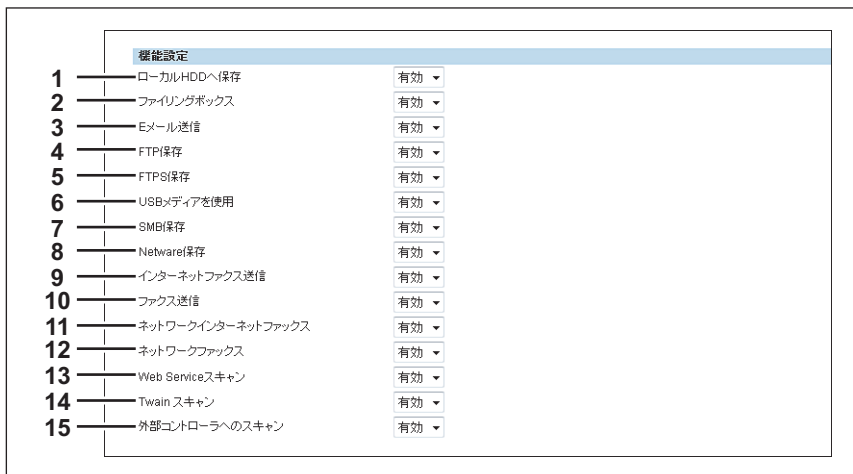 機能設定
1 ローカルHDDへ保存 有効
2 ファイリングボックス 有効
3 Eメール送信 有効
4 FTP保存 有効
5 FTPS保存 有効
6 USBメディアを使用 有効
7 SMB保存 有効
8 Netware保存 有効
9 インターネットファクス送信 有効
10 ファクス送信 有効
11 ネットワークインターネットファックス 有効
12 ネットワークファックス 有効
13 Web Serviceスキャン 有効
14 Twain スキャン 有効
15 外部コントローラへのスキャン 有効